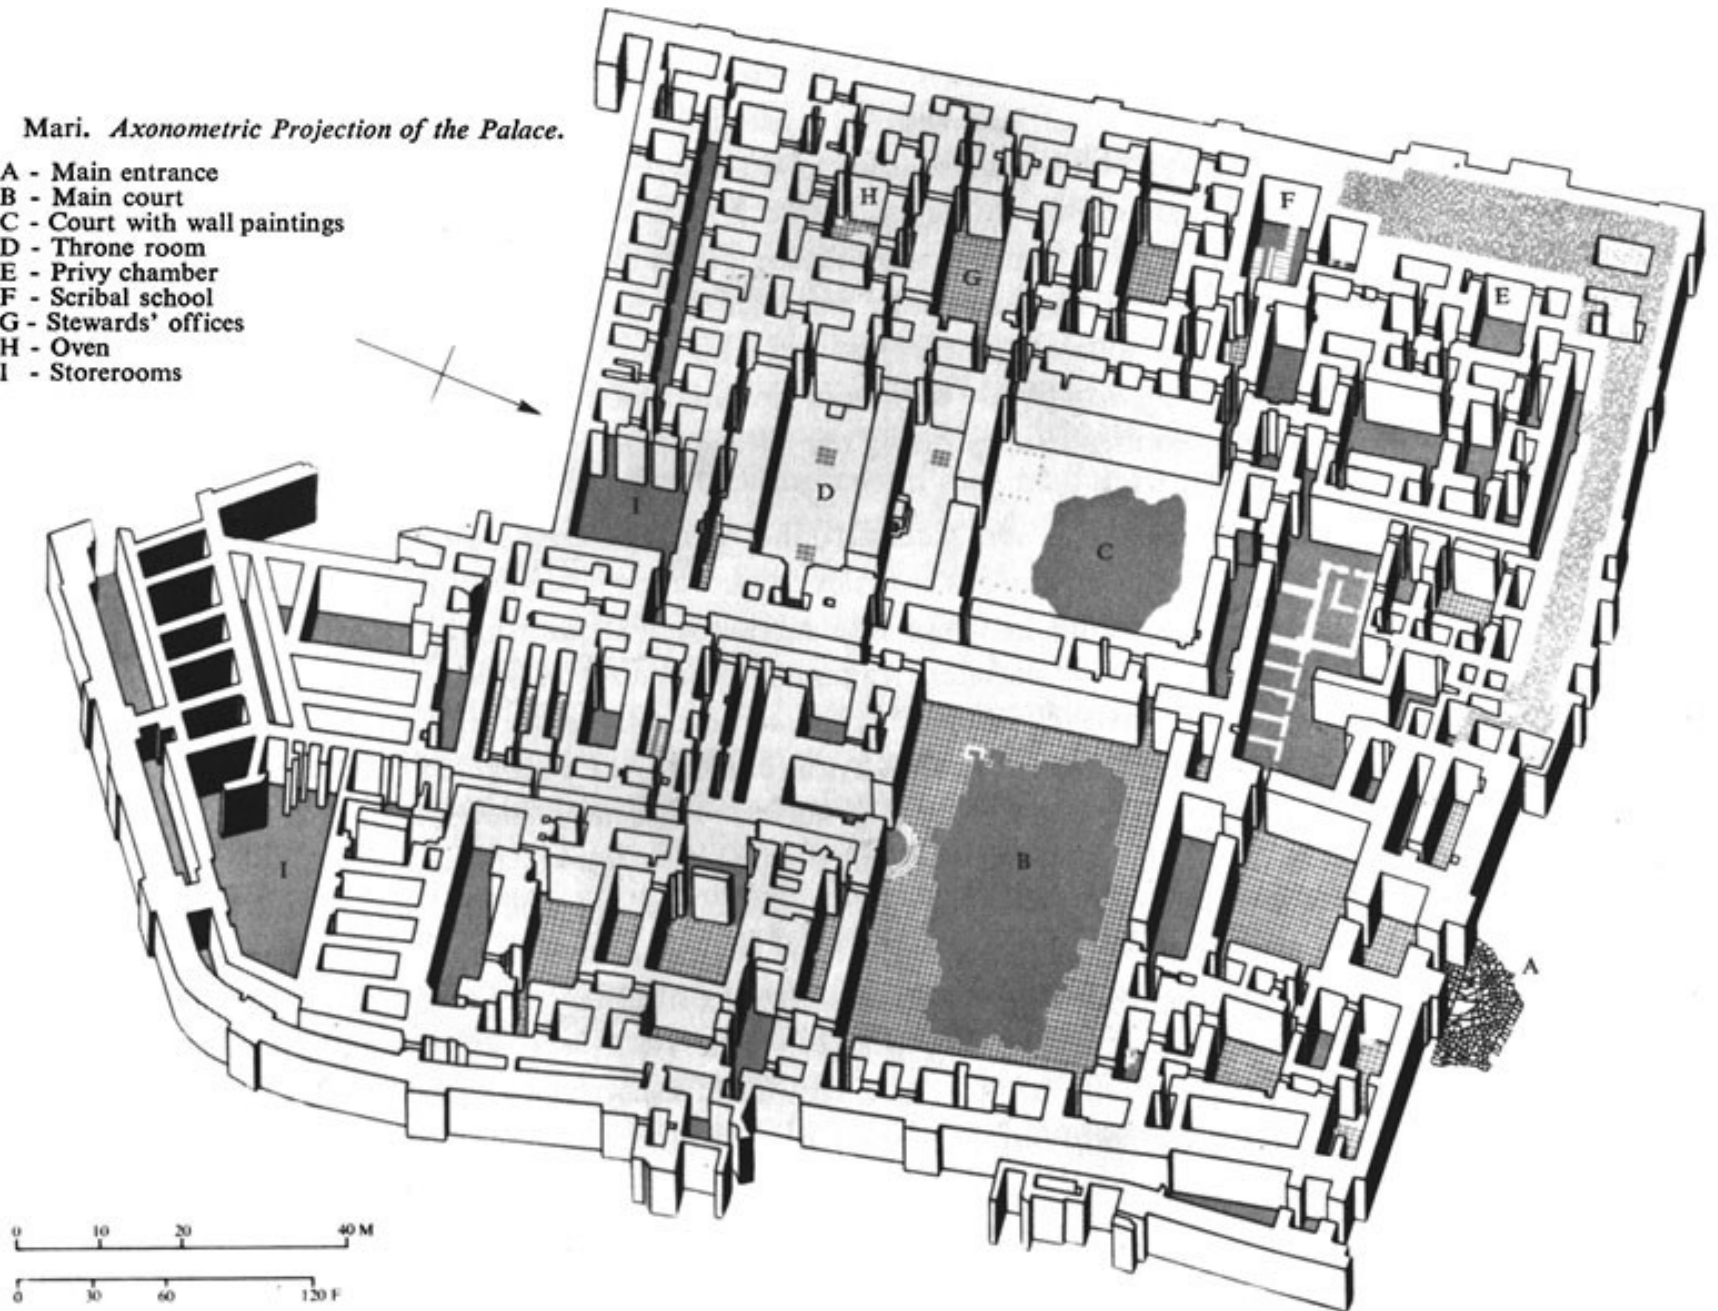 Mari. Axonometric Projection of the Palace.
A - Main entrance
B - Main court
C - Court with wall paintings
D - Throne room
E - Privy chamber
F - Scribal school
G - Stewards’ offices
H - Oven
I - Storerooms
H
F
G
E
D
I
C
B
I
A
0 10 20 40 M
0 30 60 120 F